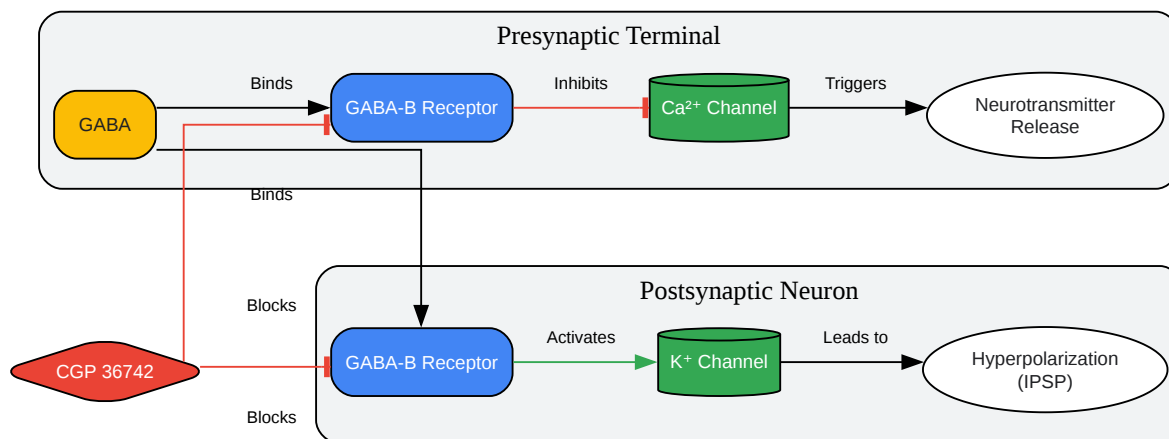 Presynaptic Terminal
GABA
Binds
GABA-B Receptor
Inhibits
Ca²⁺ Channel
Triggers
Neurotransmitter
Release
Binds
Postsynaptic Neuron
Blocks
CGP 36742
GABA-B Receptor
Activates
K⁺ Channel
Leads to
Hyperpolarization
(IPSP)
Blocks